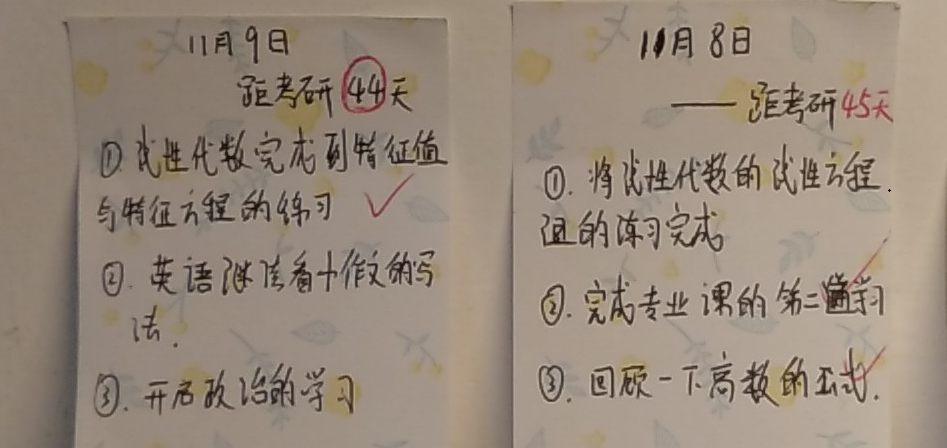 11月9日
距考研44天
①线性代数完成到特征值
与特征方程的练习
②.英语继续看小作文的写
法.
③.开启政治的学习
11月8日
——距考研45天
①.将线性代数的线性方程
组的练习完成
②.完成专业课的第二遍学习
③.回顾一下高数的公式.